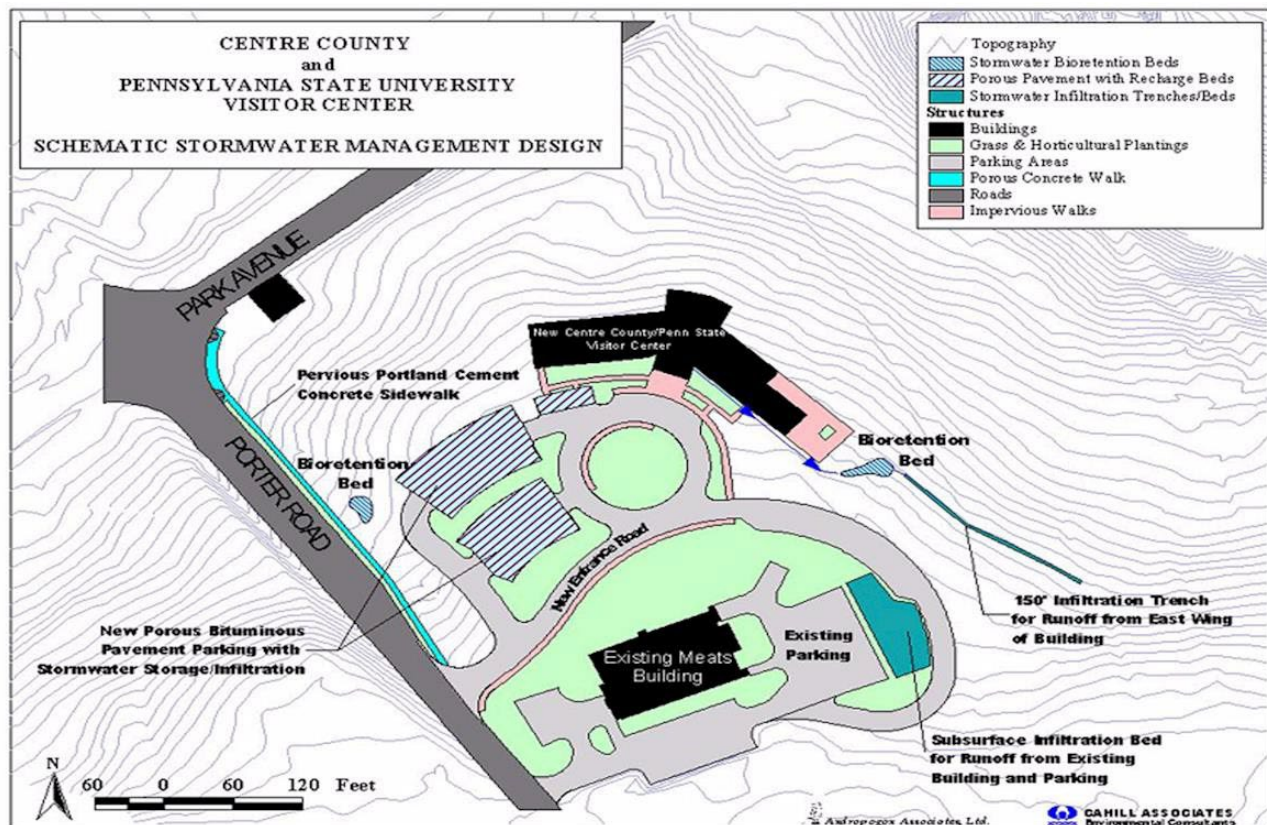 CENTRE COUNTY
and
PENNSYLVANIA STATE UNIVERSITY
VISITOR CENTER
SCHEMATIC STORMWATER MANAGEMENT DESIGN
Topography
Stormwater Bioretention Beds
Porous Pavement with Recharge Beds
Stormwater Infiltration Trenches/Beds
Structures
Buildings
Grass & Horticultural Plantings
Parking Areas
Porous Concrete Walk
Roads
Impervious Walks
PARK AVENUE
New Centre County/Penn State
Visitor Center
Pervious Portland Cement
Concrete Sidewalk
Bioretention
Bed
PORTER ROAD
Bioretention
Bed
New Entrance Road
150' Infiltration Trench
for Runoff from East Wing
of Building
New Porous Bituminous
Pavement Parking with
Stormwater Storage/Infiltration
Existing
Parking
Existing Meats
Building
Subsurface Infiltration Bed
for Runoff from Existing
Building and Parking
N
60 0 60 120 Feet
Andropogon Associates, Ltd.
CAHILL ASSOCIATES
Environmental Consultants